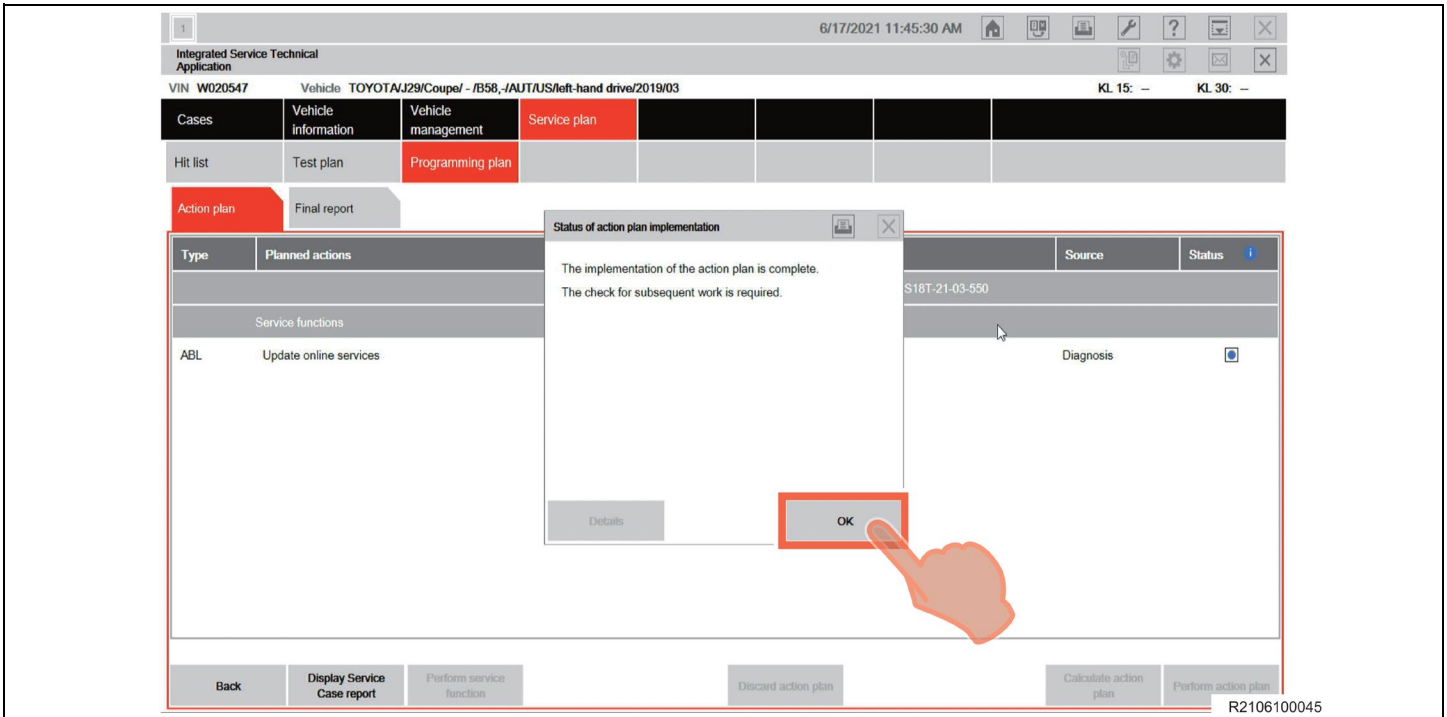 1
6/17/2021 11:45:30 AM
?
Integrated Service Technical
Application
VIN W020547 Vehicle TOYOTA/J29/Coupe/ - /B58,-/AUT/US/left-hand drive/2019/03 KL 15: – KL 30: –
Cases
Vehicle
information
Vehicle
management
Service plan
Hit list
Test plan
Programming plan
Action plan
Final report
Type
Planned actions
Source
Status
i
S18T-21-03-550
Service functions
ABL
Update online services
Diagnosis
Status of action plan implementation
The implementation of the action plan is complete.
The check for subsequent work is required.
Details
OK
Back
Display Service
Case report
Perform service
function
Discard action plan
Calculate action
plan
Perform action plan
R2106100045